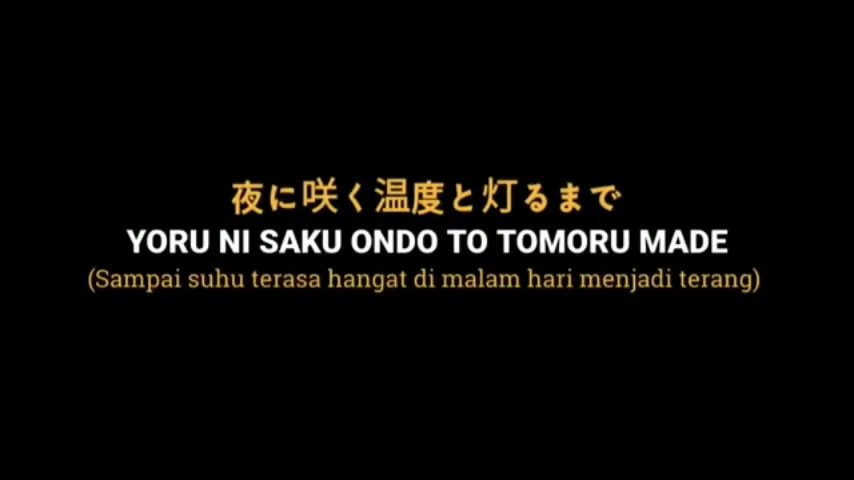 夜に咲く温度と灯るまで
YORU NI SAKU ONDO TO TOMORU MADE
(Sampai suhu terasa hangat di malam hari menjadi terang)